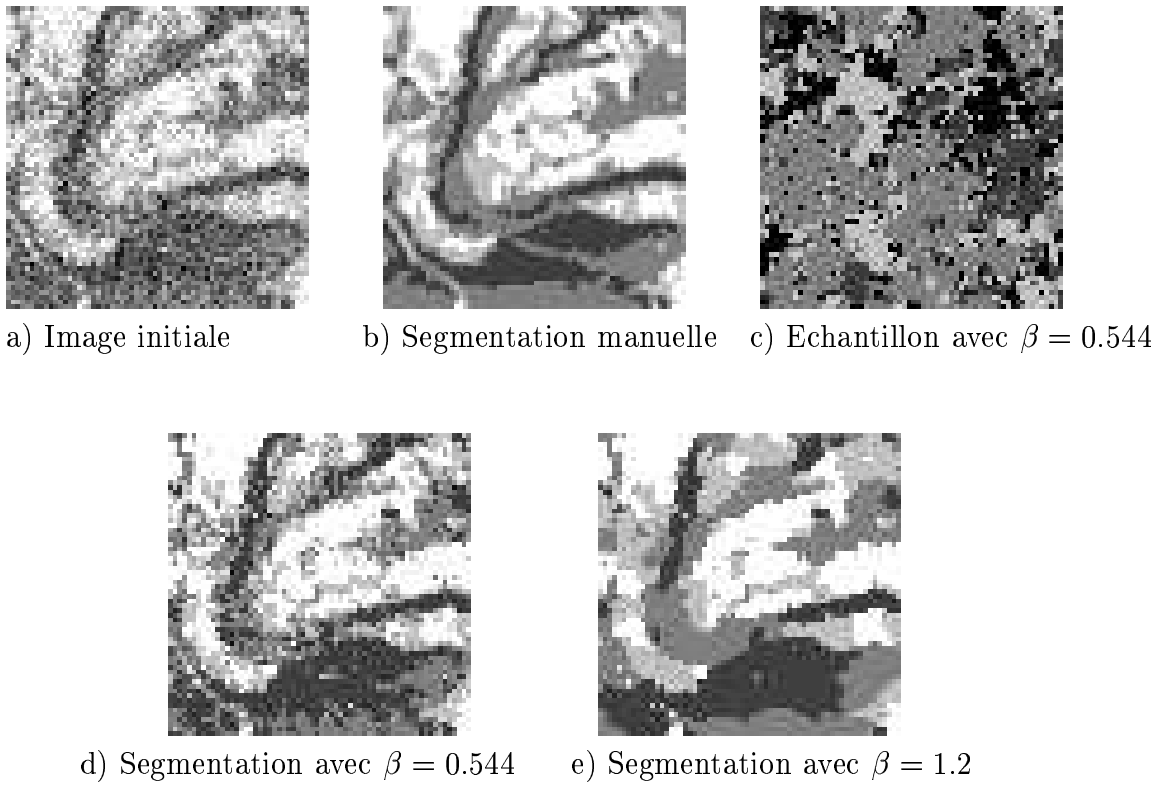 a) Image initiale
b) Segmentation manuelle
c) Echantillon avec β = 0.544
d) Segmentation avec β = 0.544
e) Segmentation avec β = 1.2